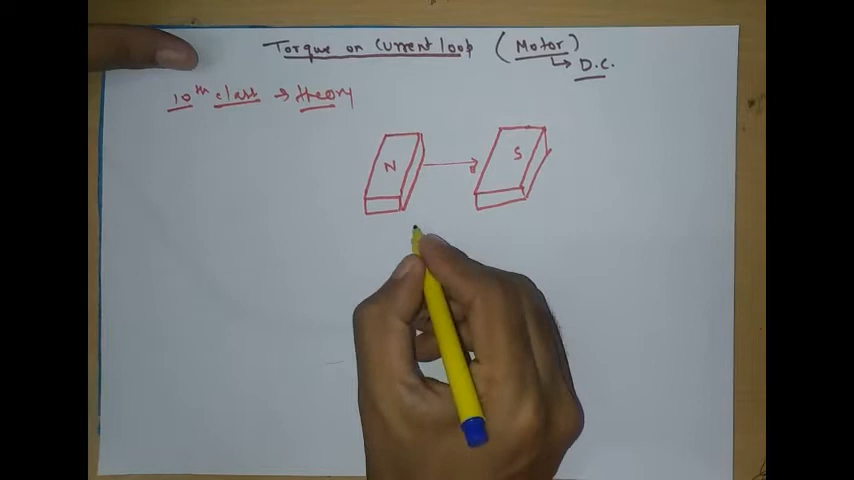 Torque on current loop (Motor)
↳ D.C.
10th class → theory
N
S